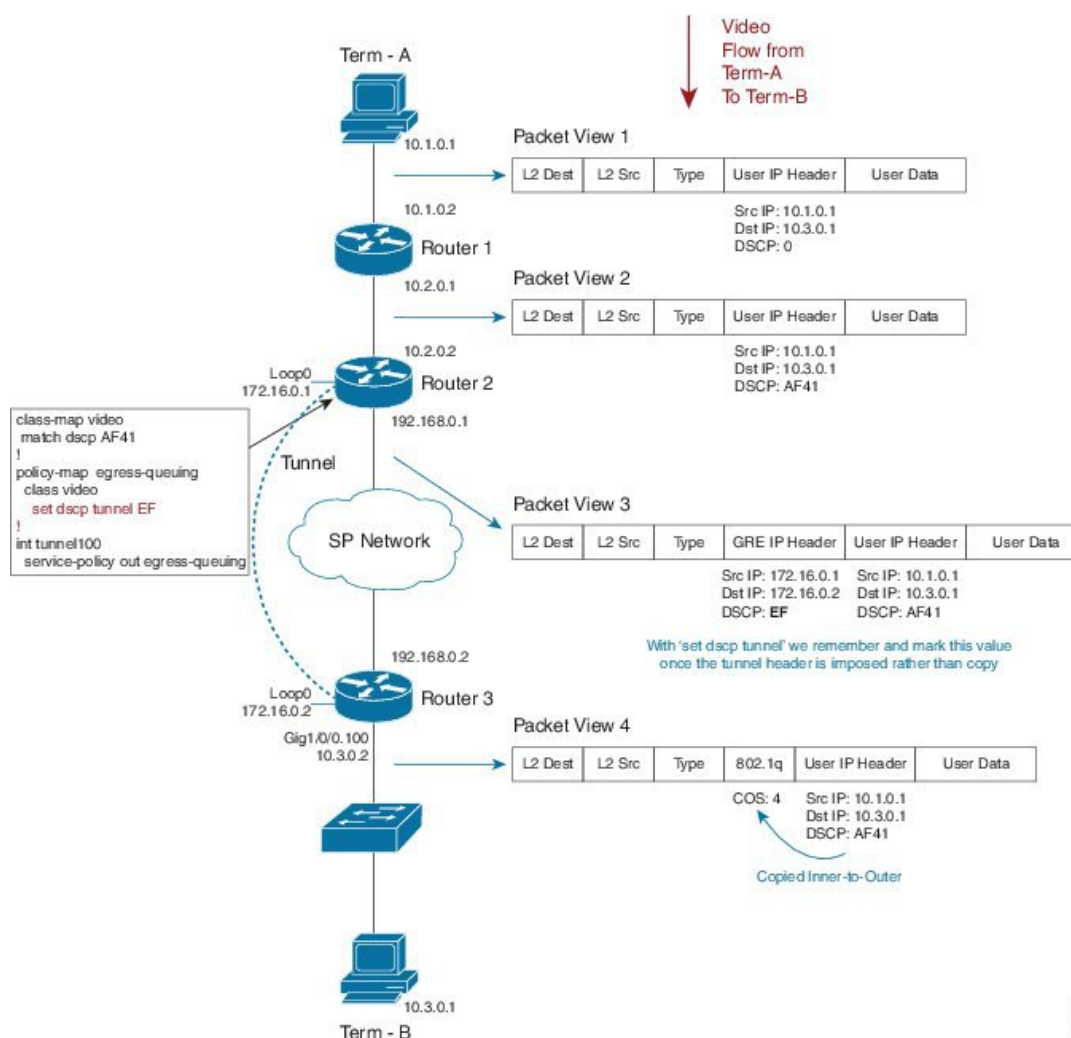 Video
Flow from
Term-A
To Term-B
Term - A
10.1.0.1
Packet View 1
L2 Dest L2 Src Type User IP Header User Data
Src IP: 10.1.0.1
Dst IP: 10.3.0.1
DSCP: 0
10.1.0.2
Router 1
10.2.0.1
Packet View 2
L2 Dest L2 Src Type User IP Header User Data
Src IP: 10.1.0.1
Dst IP: 10.3.0.1
DSCP: AF41
10.2.0.2
Loop0
172.16.0.1
Router 2
192.168.0.1
class-map video
match dscp AF41
!
policy-map egress-queuing
class video
set dscp tunnel EF
!
int tunnel100
service-policy out egress-queuing
Tunnel
SP Network
Packet View 3
L2 Dest L2 Src Type GRE IP Header User IP Header User Data
Src IP: 172.16.0.1
Dst IP: 172.16.0.2
DSCP: EF
Src IP: 10.1.0.1
Dst IP: 10.3.0.1
DSCP: AF41
With ‘set dscp tunnel’ we remember and mark this value
once the tunnel header is imposed rather than copy
192.168.0.2
Loop0
172.16.0.2
Router 3
Gig1/0/0.100
10.3.0.2
Packet View 4
L2 Dest L2 Src Type 802.1q User IP Header User Data
COS: 4
Src IP: 10.1.0.1
Dst IP: 10.3.0.1
DSCP: AF41
Copied Inner-to-Outer
10.3.0.1
Term - B